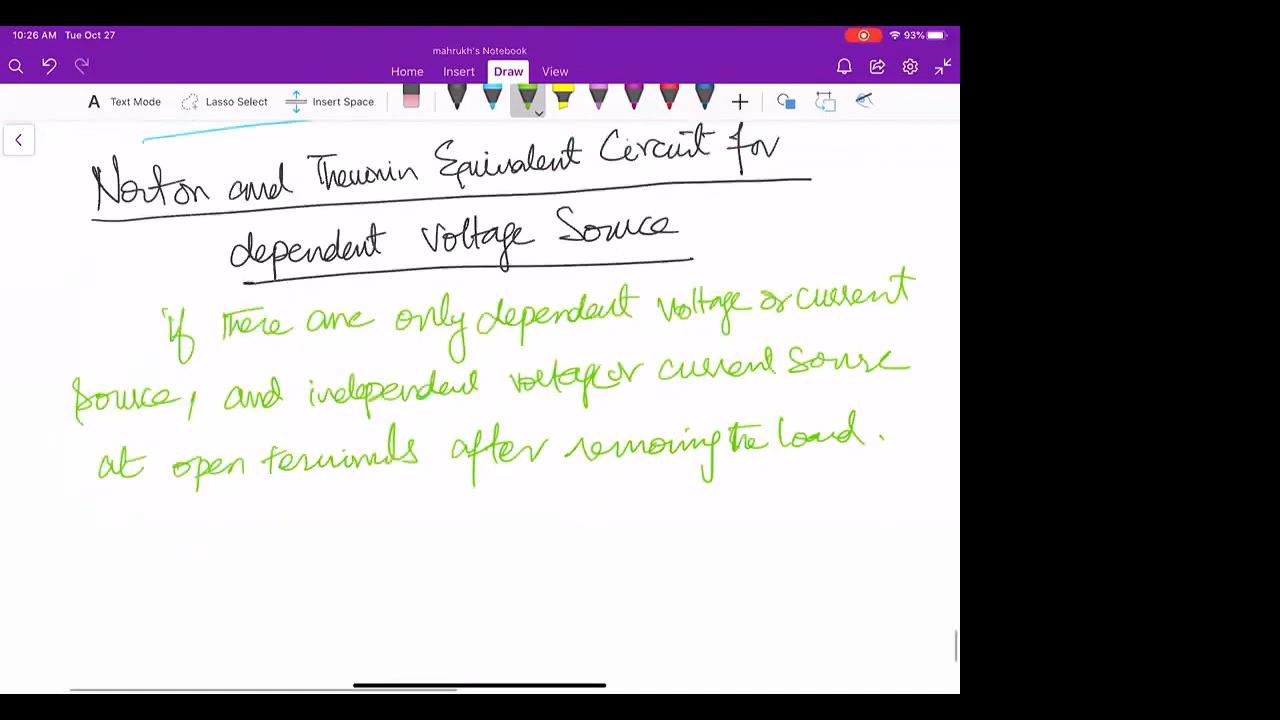 10:26 AM Tue Oct 27
93%
mahrukh's Notebook
Home Insert Draw View
Text Mode Lasso Select Insert Space
Norton and Thevenin Equivalent Circuit for
dependent Voltage Source
if there are only dependent voltage or current
source, and independent voltage or current source
at open terminals after removing the load.